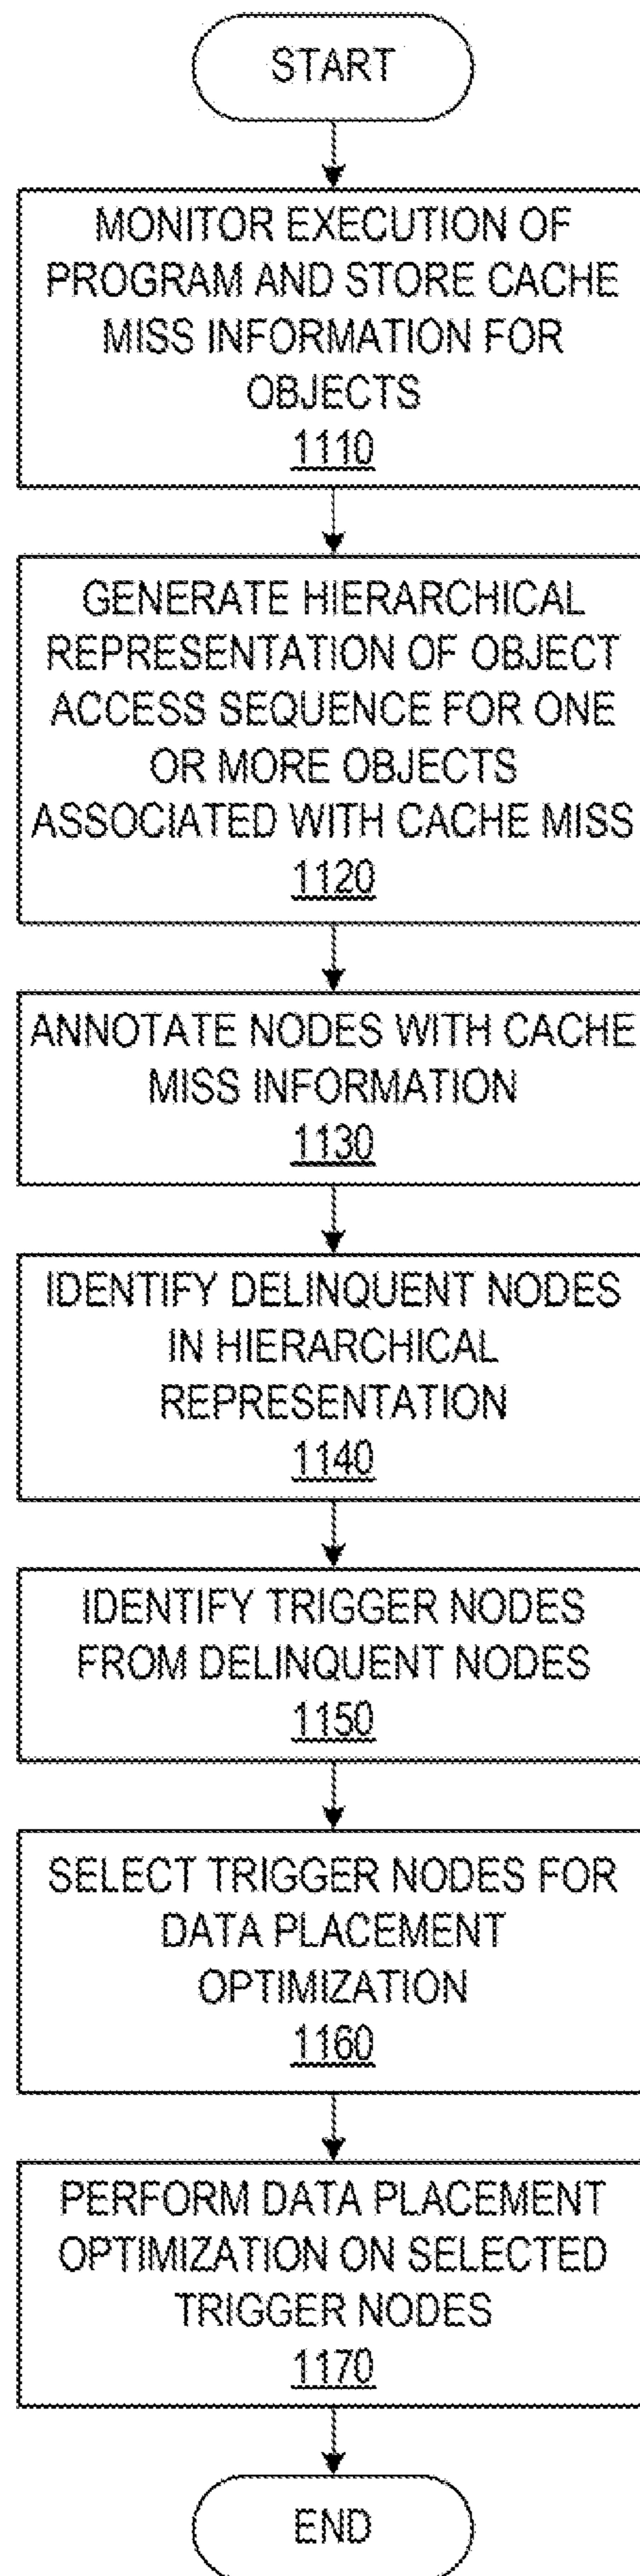 START
MONITOR EXECUTION OF
PROGRAM AND STORE CACHE
MISS INFORMATION FOR
OBJECTS
1110
GENERATE HIERARCHICAL
REPRESENTATION OF OBJECT
ACCESS SEQUENCE FOR ONE
OR MORE OBJECTS
ASSOCIATED WITH CACHE MISS
1120
ANNOTATE NODES WITH CACHE
MISS INFORMATION
1130
IDENTIFY DELINQUENT NODES
IN HIERARCHICAL
REPRESENTATION
1140
IDENTIFY TRIGGER NODES
FROM DELINQUENT NODES
1150
SELECT TRIGGER NODES FOR
DATA PLACEMENT
OPTIMIZATION
1160
PERFORM DATA PLACEMENT
OPTIMIZATION ON SELECTED
TRIGGER NODES
1170
END